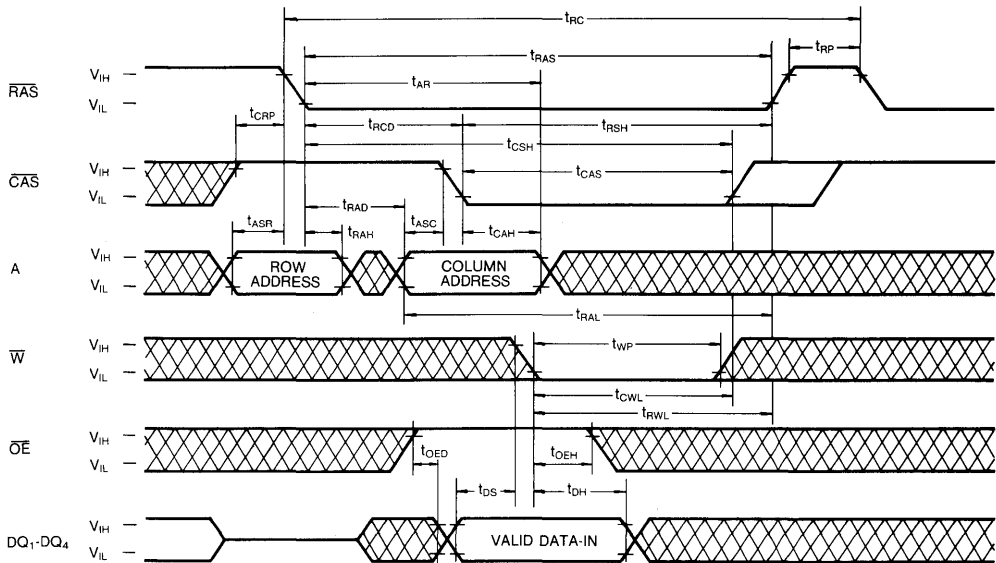 tRC
tRAS
tRP
tAR
RAS
VIH
VIL
tCRP
tRCD
tRSH
tCSH
CAS
VIH
VIL
tCAS
tRAD
tASR
tRAH
tASC
tCAH
A
VIH
VIL
ROW ADDRESS
COLUMN ADDRESS
tRAL
W
VIH
VIL
tWP
tCWL
tRWL
OE
VIH
VIL
tOED
tOEH
tDS
tDH
DQ1-DQ4
VIH
VIL
VALID DATA-IN